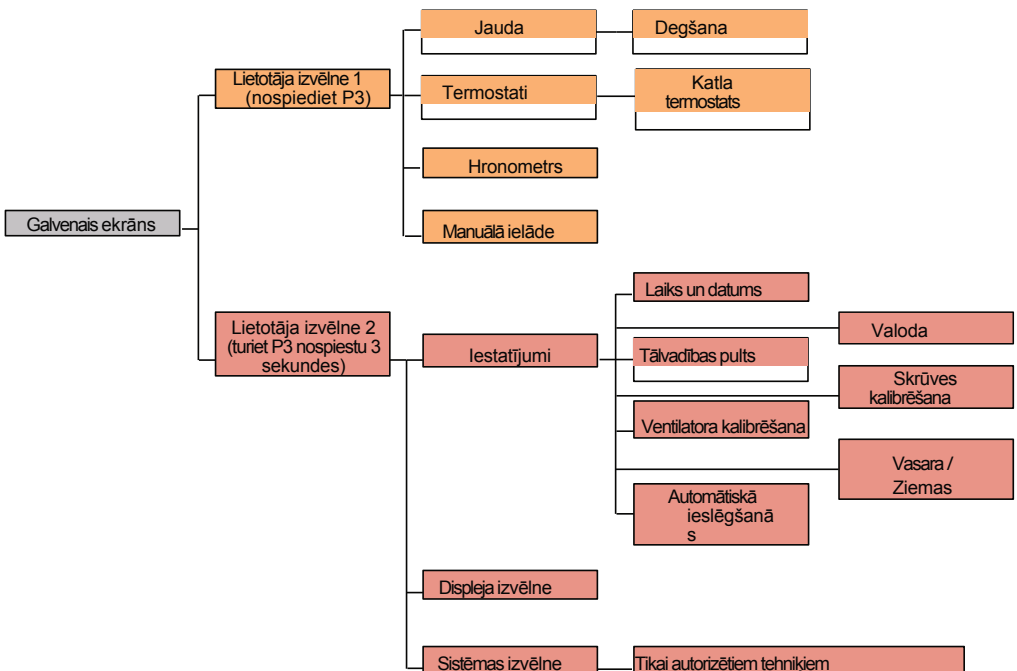 Jauda
Degšana
Lietotāja izvēlne 1
(nospiediet P3)
Termostati
Katla
termostats
Hronometrs
Manuālā ielāde
Galvenais ekrāns
Lietotāja izvēlne 2
(turiet P3 nospiestu 3
sekundes)
Iestatījumi
Laiks un datums
Valoda
Tālvadības pults
Skrūves
kalibrēšana
Ventilatora kalibrēšana
Vasara /
Ziemas
Automātiskā
ieslēgšanā
s
Displeja izvēlne
Sistēmas izvēlne
Tikai autorizētiem tehniķiem